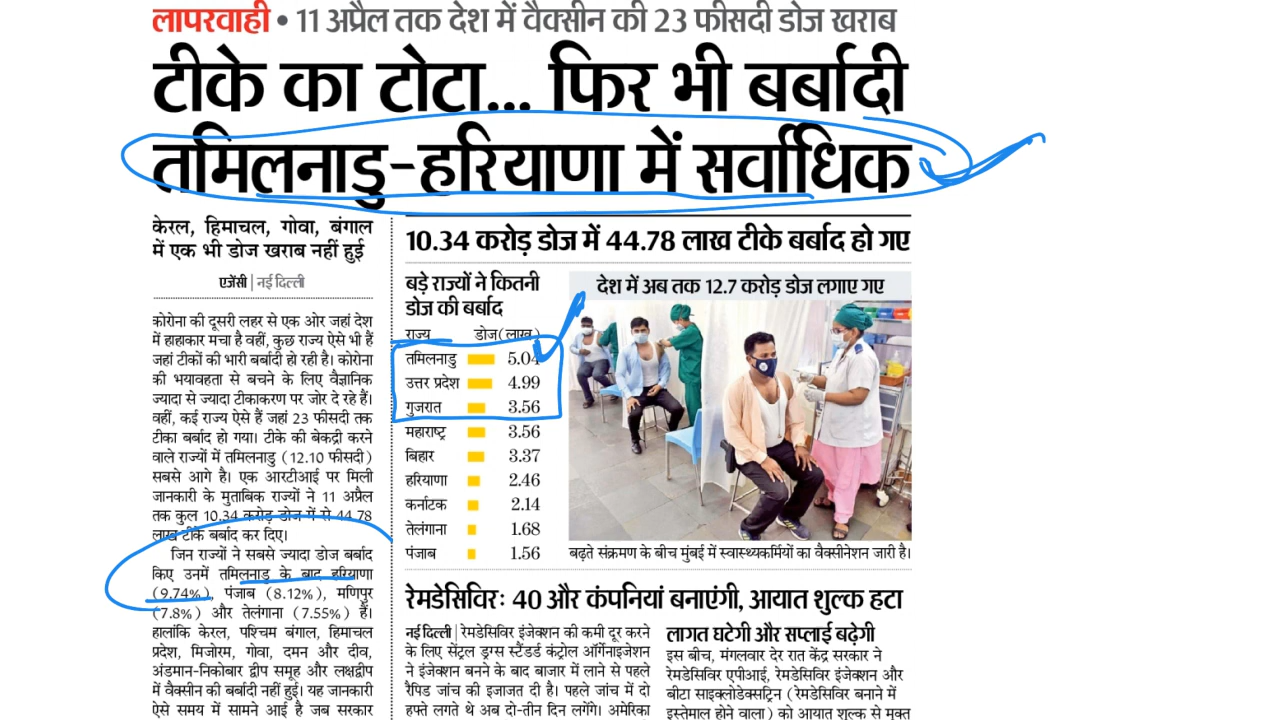 लापरवाही • 11 अप्रैल तक देश में वैक्सीन की 23 फीसदी डोज खराब
टीके का टोटा... फिर भी बर्बादी
तमिलनाडु-हरियाणा में सर्वाधिक
केरल, हिमाचल, गोवा, बंगाल
में एक भी डोज खराब नहीं हुई
एजेंसी | नई दिल्ली
कोरोना की दूसरी लहर से एक ओर जहां देश
में हाहाकार मचा है वहीं, कुछ राज्य ऐसे भी हैं
जहां टीकों की भारी बर्बादी हो रही है। कोरोना
की भयावहता से बचने के लिए वैज्ञानिक
ज्यादा से ज्यादा टीकाकरण पर जोर दे रहे हैं।
वहीं, कई राज्य ऐसे हैं जहां 23 फीसदी तक
टीका बर्बाद हो गया। टीके की बेकद्री करने
वाले राज्यों में तमिलनाडु (12.10 फीसदी)
सबसे आगे है। एक आरटीआई पर मिली
जानकारी के मुताबिक राज्यों ने 11 अप्रैल
तक कुल 10.34 करोड़ डोज में से 44.78
लाख टीके बर्बाद कर दिए।
जिन राज्यों ने सबसे ज्यादा डोज बर्बाद
किए उनमें तमिलनाडु के बाद हरियाणा
(9.74%), पंजाब (8.12%), मणिपुर
(7.8%) और तेलंगाना (7.55%) हैं।
हालांकि केरल, पश्चिम बंगाल, हिमाचल
प्रदेश, मिजोरम, गोवा, दमन और दीव,
अंडमान-निकोबार द्वीप समूह और लक्षद्वीप
में वैक्सीन की बर्बादी नहीं हुई। यह जानकारी
ऐसे समय में सामने आई है जब सरकार
10.34 करोड़ डोज में 44.78 लाख टीके बर्बाद हो गए
बड़े राज्यों ने कितनी
डोज की बर्बाद
राज्य डोज(लाख)
तमिलनाडु 5.04
उत्तर प्रदेश 4.99
गुजरात 3.56
महाराष्ट्र 3.56
बिहार 3.37
हरियाणा 2.46
कर्नाटक 2.14
तेलंगाना 1.68
पंजाब 1.56
देश में अब तक 12.7 करोड़ डोज लगाए गए
बढ़ते संक्रमण के बीच मुंबई में स्वास्थ्यकर्मियों का वैक्सीनेशन जारी है।
रेमडेसिविर: 40 और कंपनियां बनाएंगी, आयात शुल्क हटा
नई दिल्ली | रेमडेसिविर इंजेक्शन की कमी दूर करने
के लिए सेंट्रल ड्रग्स स्टैंडर्ड कंट्रोल ऑर्गेनाइजेशन
ने इंजेक्शन बनने के बाद बाजार में लाने से पहले
रैपिड जांच की इजाजत दी है। पहले जांच में दो
हफ्ते लगते थे अब दो-तीन दिन लगेंगे। अमेरिका
लागत घटेगी और सप्लाई बढ़ेगी
इस बीच, मंगलवार देर रात केंद्र सरकार ने
रेमडेसिविर एपीआई, रेमडेसिविर इंजेक्शन और
बीटा साइक्लोडेक्सट्रिन (रेमडेसिविर बनाने में
इस्तेमाल होने वाला) को आयात शुल्क से मुक्त